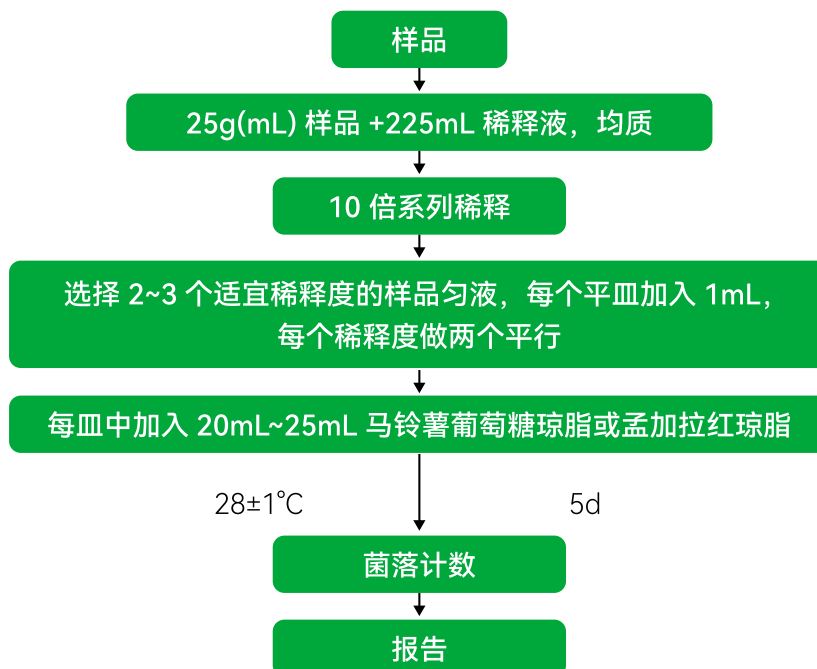 样品
25g(mL) 样品 +225mL 稀释液，均质
10 倍系列稀释
选择 2~3 个适宜稀释度的样品匀液，每个平皿加入 1mL，
每个稀释度做两个平行
每皿中加入 20mL~25mL 马铃薯葡萄糖琼脂或孟加拉红琼脂
28±1°C
5d
菌落计数
报告